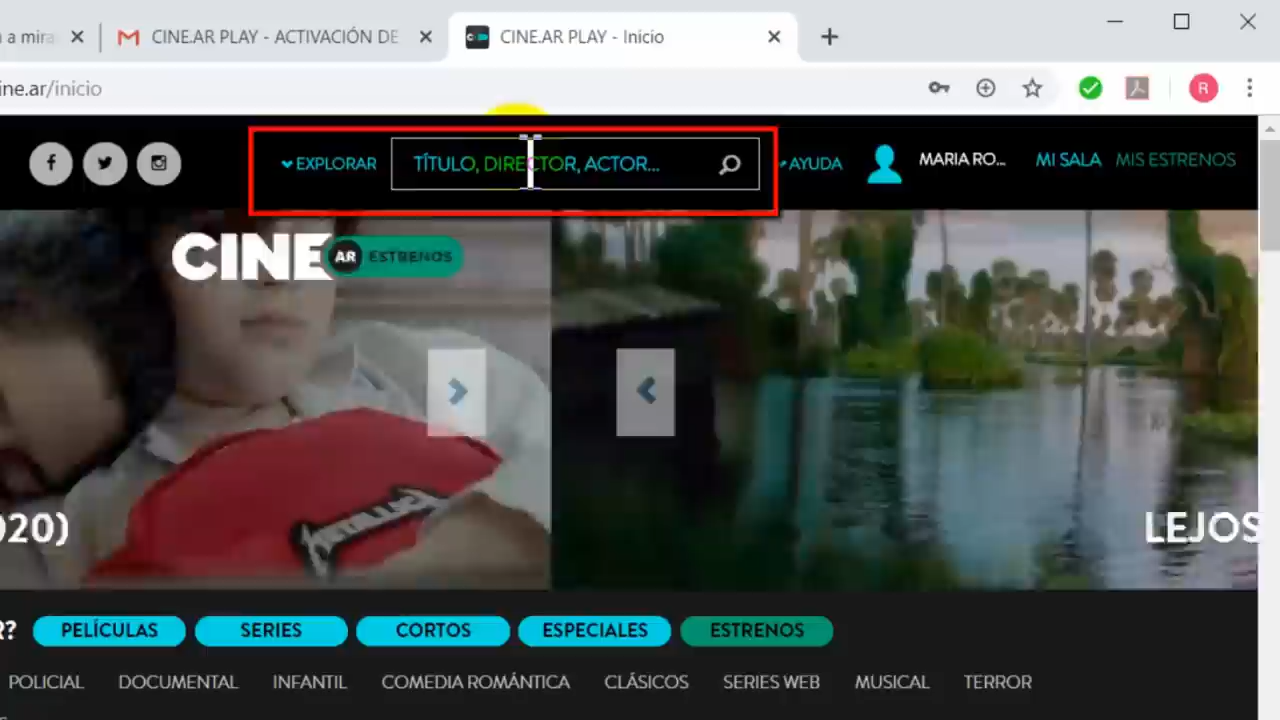 a mira
CINE.AR PLAY - ACTIVACIÓN DE
CINE.AR PLAY - Inicio
ine.ar/inicio
R
EXPLORAR
TÍTULO, DIRECTOR, ACTOR...
AYUDA
MARIA RO...
MI SALA
MIS ESTRENOS
CINE AR ESTRENOS
METALLICA
020)
LEJOS
R?
PELÍCULAS
SERIES
CORTOS
ESPECIALES
ESTRENOS
POLICIAL
DOCUMENTAL
INFANTIL
COMEDIA ROMÁNTICA
CLÁSICOS
SERIES WEB
MUSICAL
TERROR